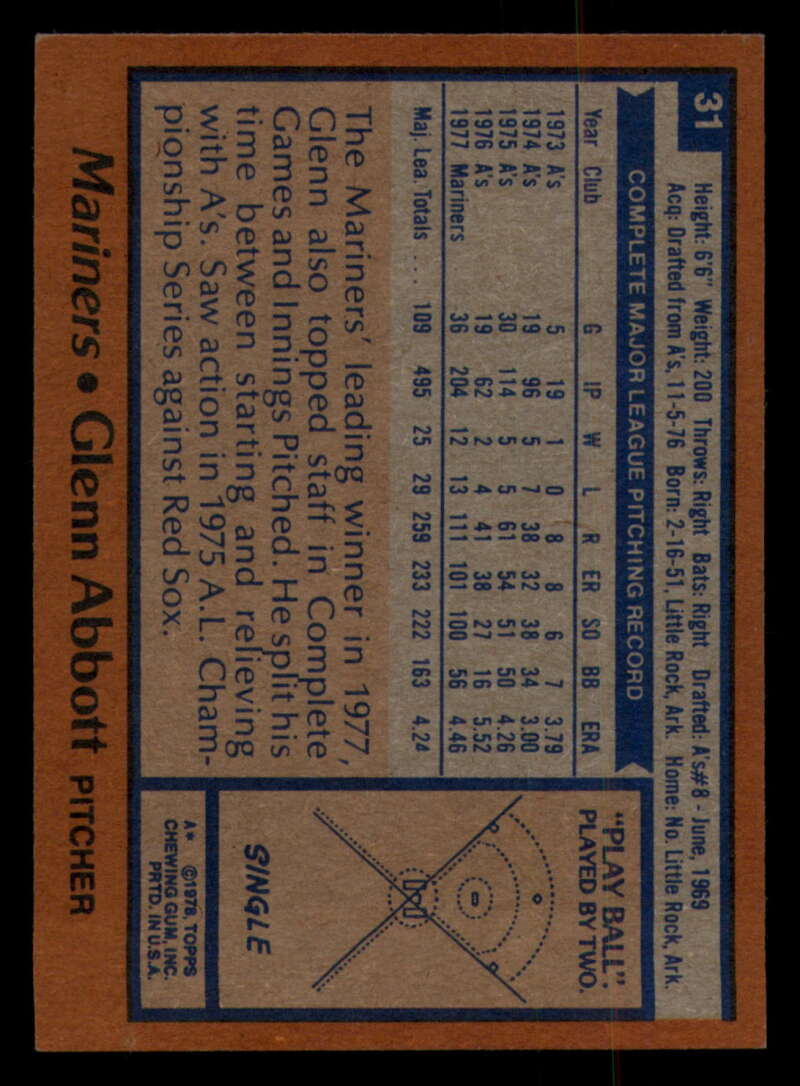 31
Height: 6'6" Weight: 200 Throws: Right Bats: Right Drafted: A's#8 - June, 1969
Acq: Drafted from A's, 11-5-76 Born: 2-16-51, Little Rock, Ark. Home: No. Little Rock, Ark.
COMPLETE MAJOR LEAGUE PITCHING RECORD
Year Club G IP W L R ER SO BB ERA
1973 A's 5 19 1 0 8 8 6 7 3.79
1974 A's 19 96 5 7 38 32 38 34 3.00
1975 A's 30 114 5 5 61 54 51 50 4.26
1976 A's 19 62 2 4 41 38 27 16 5.52
1977 Mariners 36 204 12 13 111 101 100 56 4.46
Maj. Lea. Totals ... 109 495 25 29 259 233 222 163 4.24
The Mariners' leading winner in 1977,
Glenn also topped staff in Complete
Games and Innings Pitched. He split his
time between starting and relieving
with A's. Saw action in 1975 A.L. Cham-
pionship Series against Red Sox.
"PLAY BALL":
PLAYED BY TWO.
SINGLE
A* ©1978, TOPPS
CHEWING GUM, INC.
PRTD. IN U.S.A.
Mariners • Glenn Abbott PITCHER